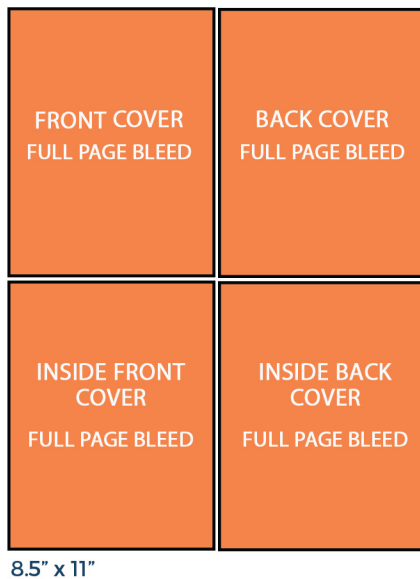 FRONT COVER
FULL PAGE BLEED
BACK COVER
FULL PAGE BLEED
INSIDE FRONT
COVER
FULL PAGE BLEED
INSIDE BACK
COVER
FULL PAGE BLEED
8.5” x 11”